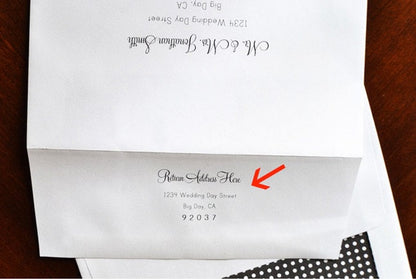 Mr. & Mrs. Jonathan Smith
1234 Wedding Day Street
Big Day, CA
Return Address Here
1234 Wedding Day Street
Big Day, CA
92037